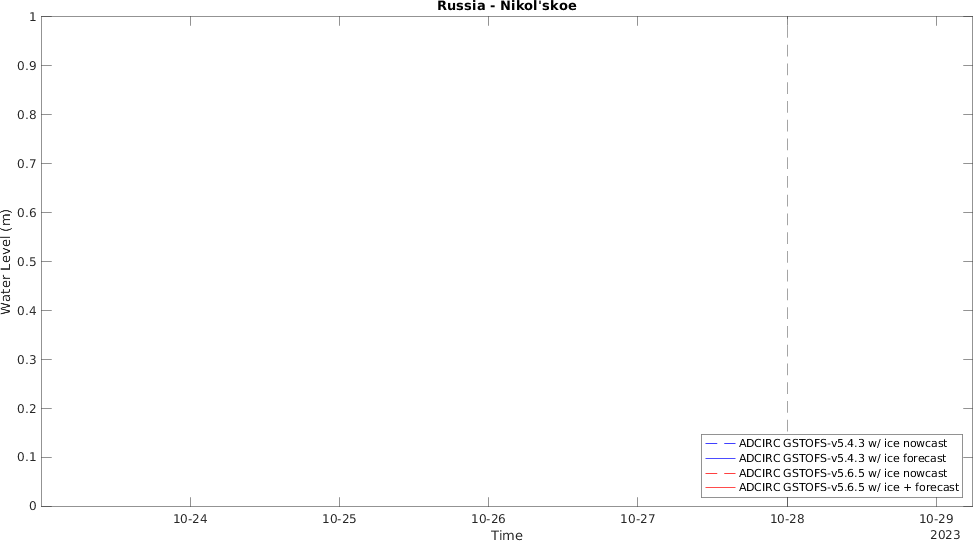 Russia - Nikol'skoe
1
0.9
0.8
0.7
0.6
0.5
0.4
0.3
0.2
0.1
0
Water Level (m)
ADCIRC GSTOFS-v5.4.3 w/ ice nowcast
ADCIRC GSTOFS-v5.4.3 w/ ice forecast
ADCIRC GSTOFS-v5.6.5 w/ ice nowcast
ADCIRC GSTOFS-v5.6.5 w/ ice + forecast
10-24 10-25 10-26 10-27 10-28 10-29
Time
2023